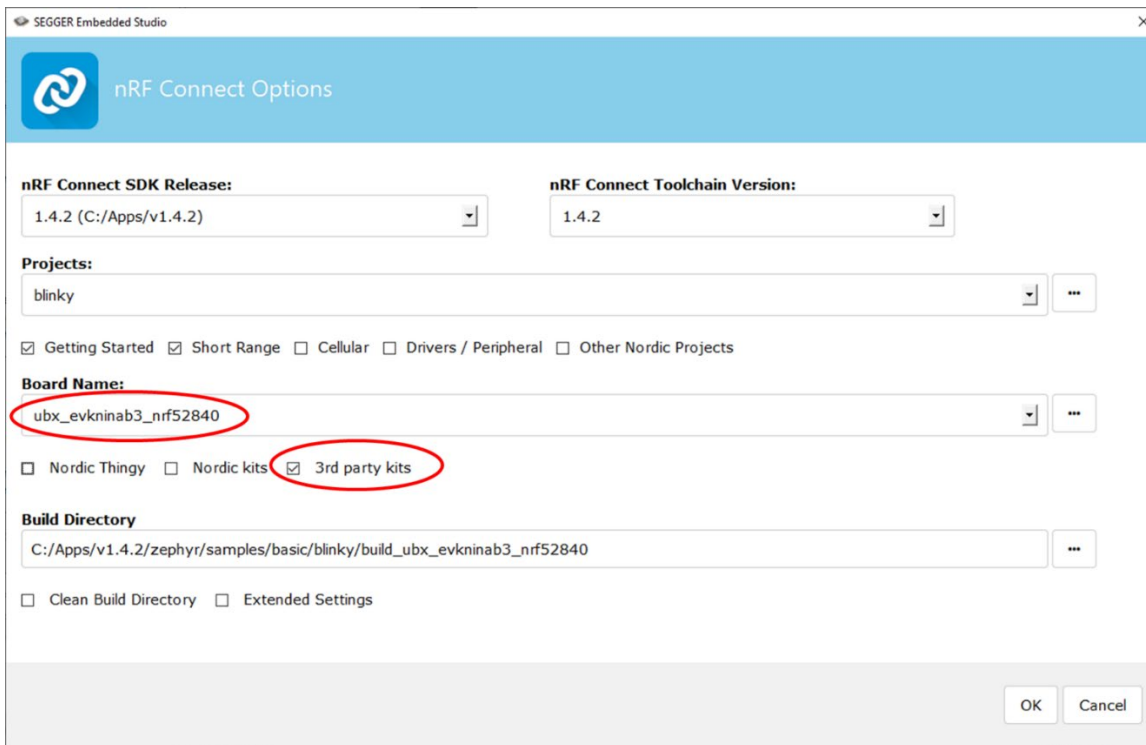 SEGGER Embedded Studio
nRF Connect Options
nRF Connect SDK Release: nRF Connect Toolchain Version:
1.4.2 (C:/Apps/v1.4.2) 1.4.2
Projects:
blinky ...
Getting Started Short Range Cellular Drivers / Peripheral Other Nordic Projects
Board Name:
ubx_evkninab3_nrf52840 ...
Nordic Thingy Nordic kits 3rd party kits
Build Directory
C:/Apps/v1.4.2/zephyr/samples/basic/blinky/build_ubx_evkninab3_nrf52840 ...
Clean Build Directory Extended Settings
OK Cancel